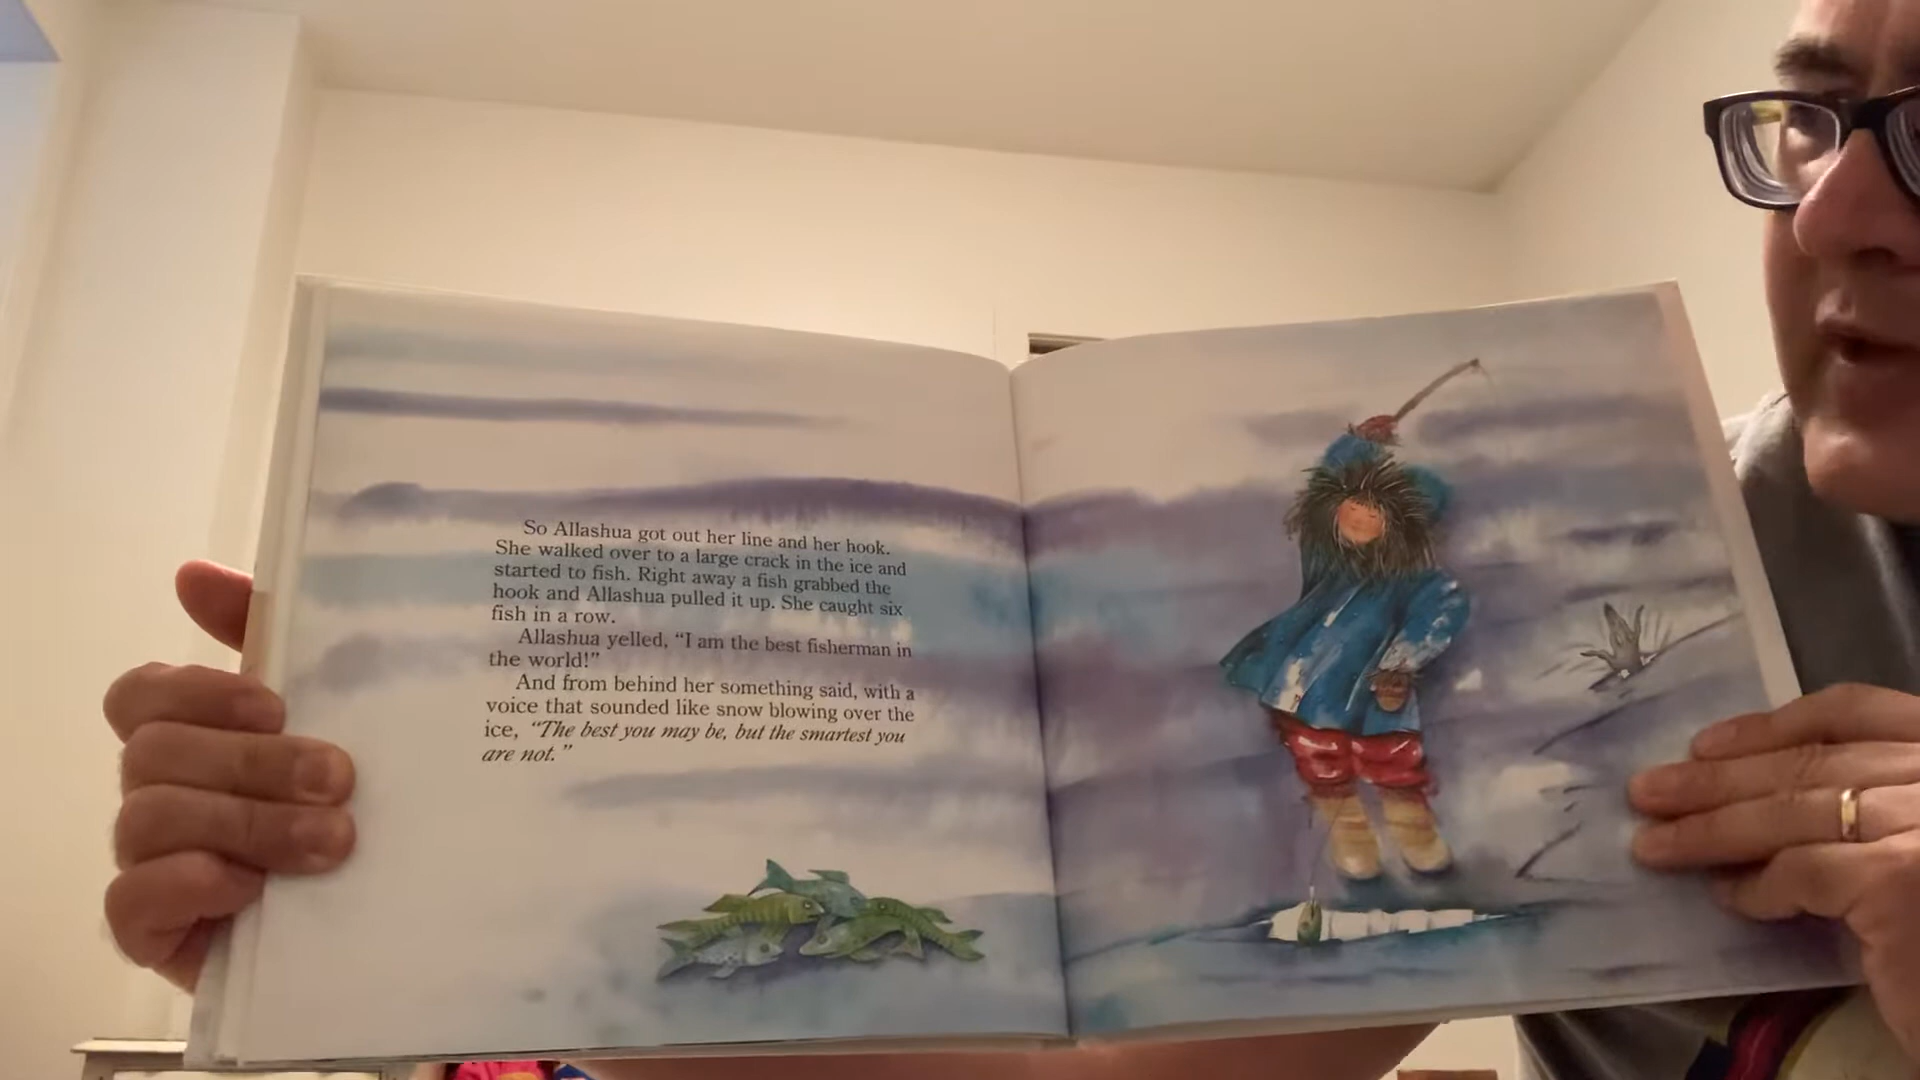 So Allashua got out her line and her hook.
She walked over to a large crack in the ice and
started to fish. Right away a fish grabbed the
hook and Allashua pulled it up. She caught six
fish in a row.
Allashua yelled, “I am the best fisherman in
the world!”
And from behind her something said, with a
voice that sounded like snow blowing over the
ice, “The best you may be, but the smartest you
are not.”